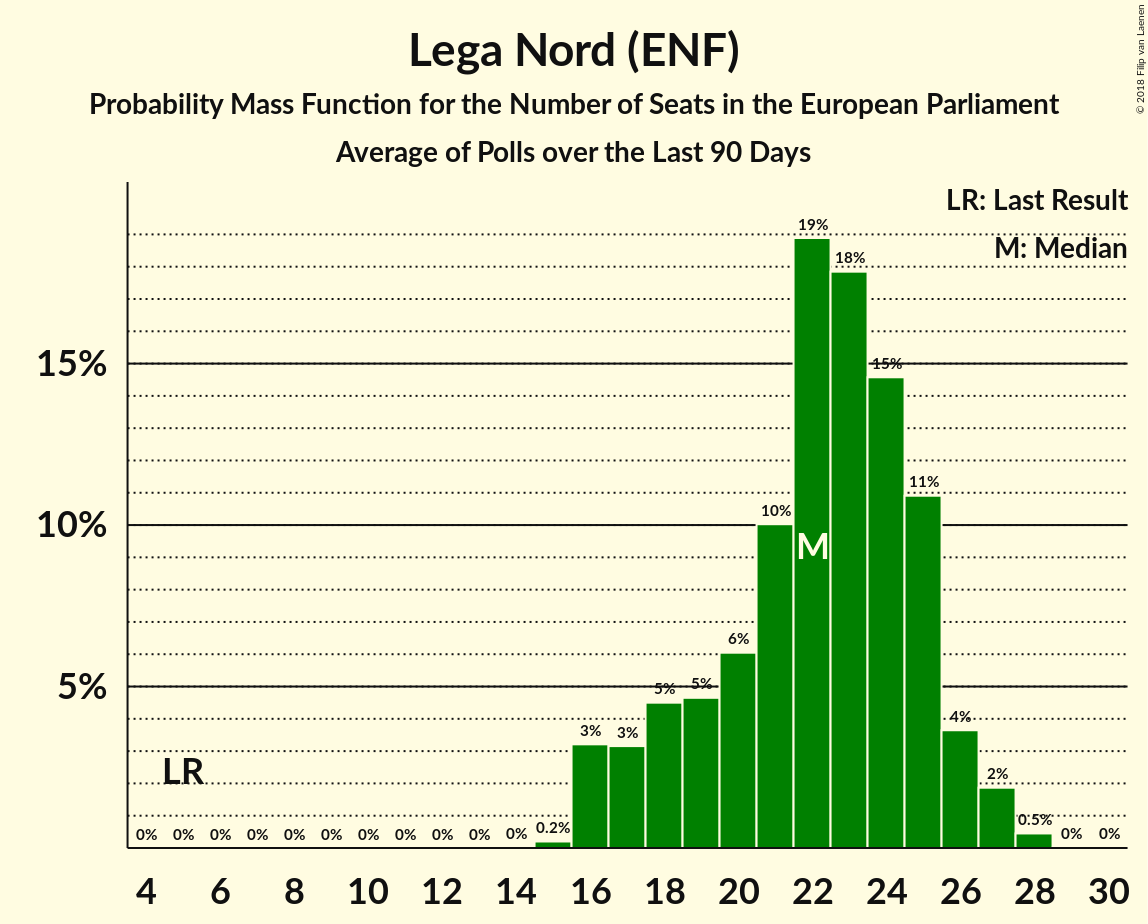 Lega Nord (ENF)
Probability Mass Function for the Number of Seats in the European Parliament
Average of Polls over the Last 90 Days
© 2018 Filip van Laenen
LR: Last Result
M: Median
15%
10%
5%
0% 0% 0% 0% 0% 0% 0% 0% 0% 0% 0% 0.2% 3% 3% 5% 5% 6% 10% 19% 18% 15% 11% 4% 2% 0.5% 0% 0%
LR
M
4 6 8 10 12 14 16 18 20 22 24 26 28 30